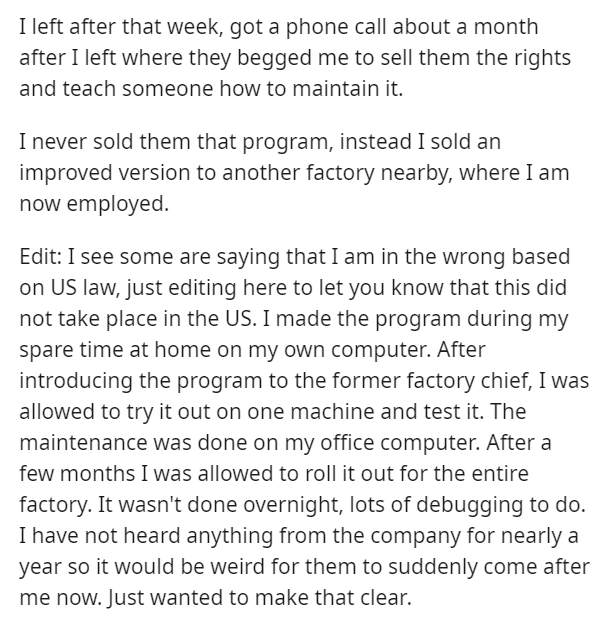 I left after that week, got a phone call about a month
after I left where they begged me to sell them the rights
and teach someone how to maintain it.
I never sold them that program, instead I sold an
improved version to another factory nearby, where I am
now employed.
Edit: I see some are saying that I am in the wrong based
on US law, just editing here to let you know that this did
not take place in the US. I made the program during my
spare time at home on my own computer. After
introducing the program to the former factory chief, I was
allowed to try it out on one machine and test it. The
maintenance was done on my office computer. After a
few months I was allowed to roll it out for the entire
factory. It wasn't done overnight, lots of debugging to do.
I have not heard anything from the company for nearly a
year so it would be weird for them to suddenly come after
me now. Just wanted to make that clear.